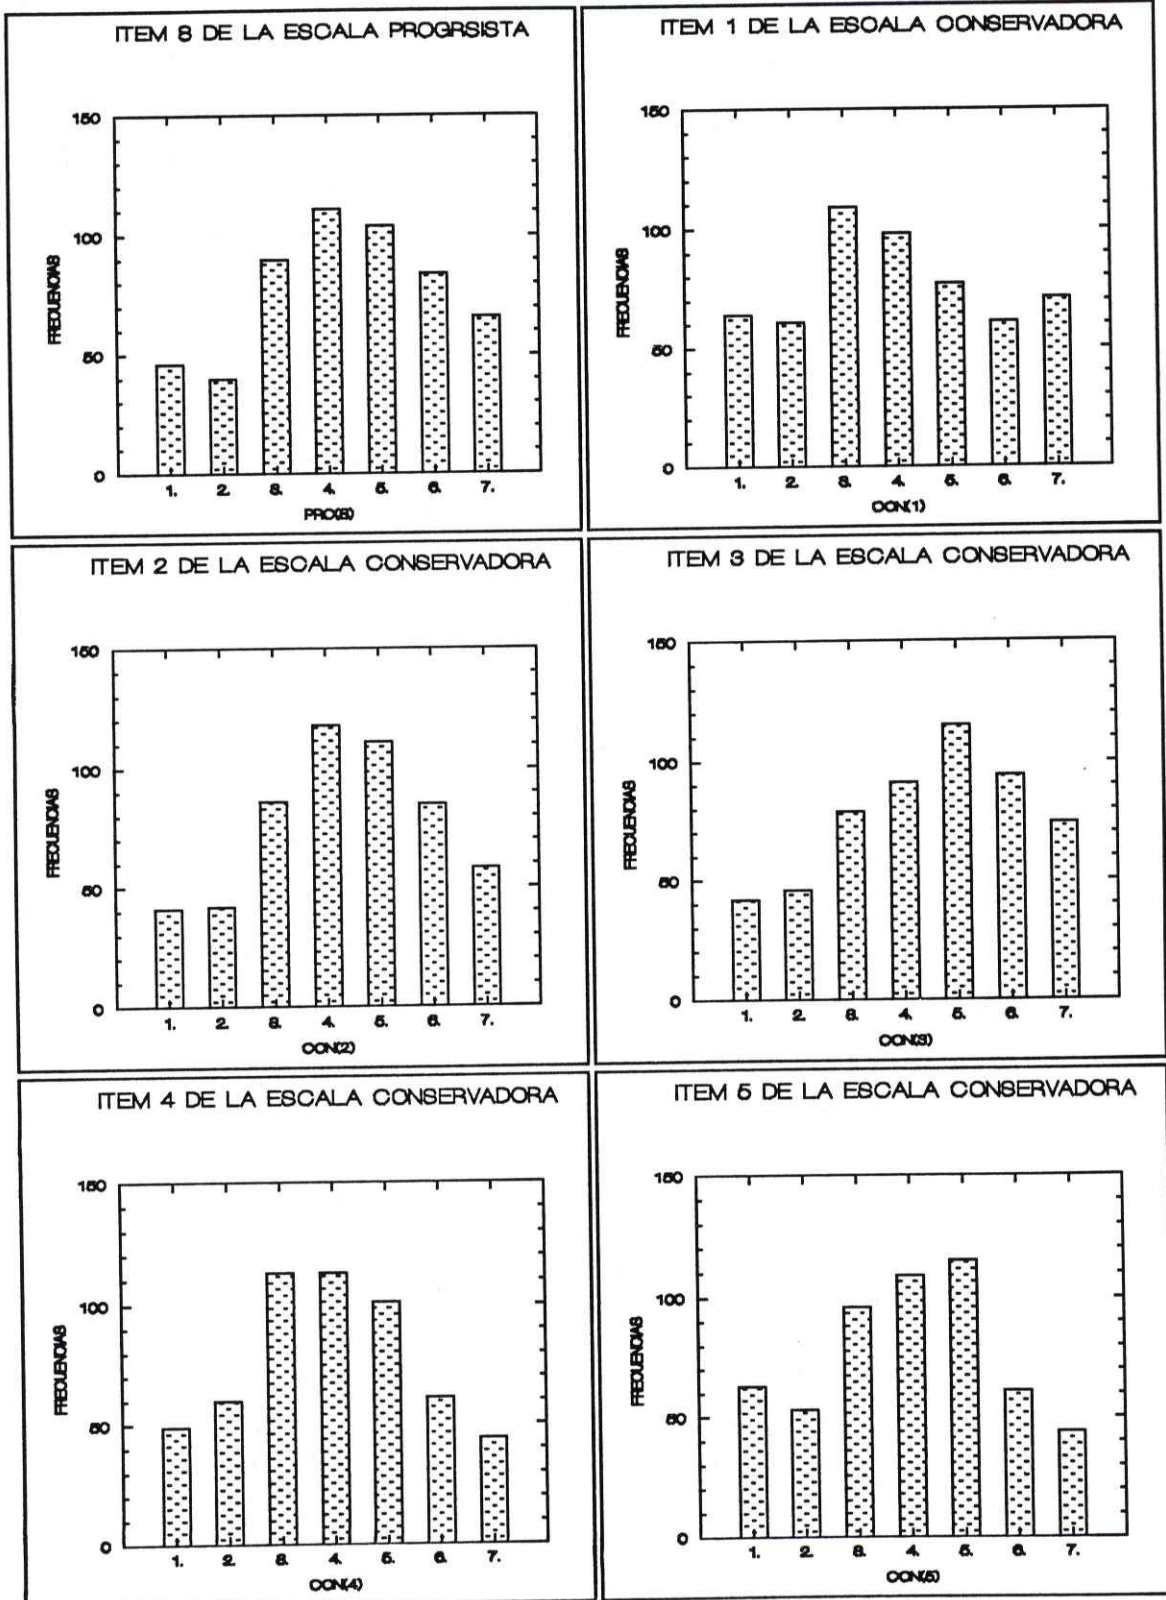 ITEM 8 DE LA ESCALA PROGRSISTA
150
100
50
0
FRECUENCIAS
1. 2. 3. 4. 5. 6. 7.
PRO(8)
ITEM 1 DE LA ESCALA CONSERVADORA
150
100
50
0
FRECUENCIAS
1. 2. 3. 4. 5. 6. 7.
CON(1)
ITEM 2 DE LA ESCALA CONSERVADORA
150
100
50
0
FRECUENCIAS
1. 2. 3. 4. 5. 6. 7.
CON(2)
ITEM 3 DE LA ESCALA CONSERVADORA
150
100
50
0
FRECUENCIAS
1. 2. 3. 4. 5. 6. 7.
CON(3)
ITEM 4 DE LA ESCALA CONSERVADORA
150
100
50
0
FRECUENCIAS
1. 2. 3. 4. 5. 6. 7.
CON(4)
ITEM 5 DE LA ESCALA CONSERVADORA
150
100
50
0
FRECUENCIAS
1. 2. 3. 4. 5. 6. 7.
CON(5)